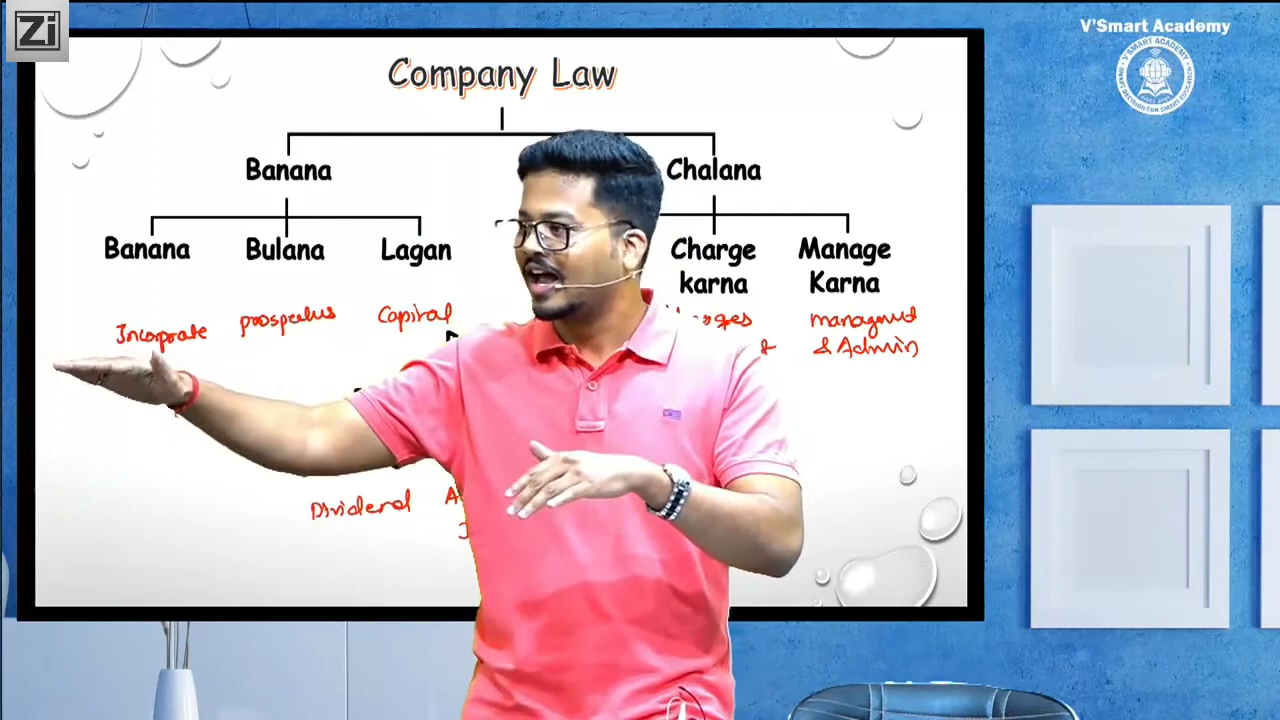 Zi
V'Smart Academy
Company Law
Banana
Chalana
Banana
Bulana
Lagan
Charge
karna
Manage
Karna
Incorporate
prospectus
Capital
& Admin
Dividend